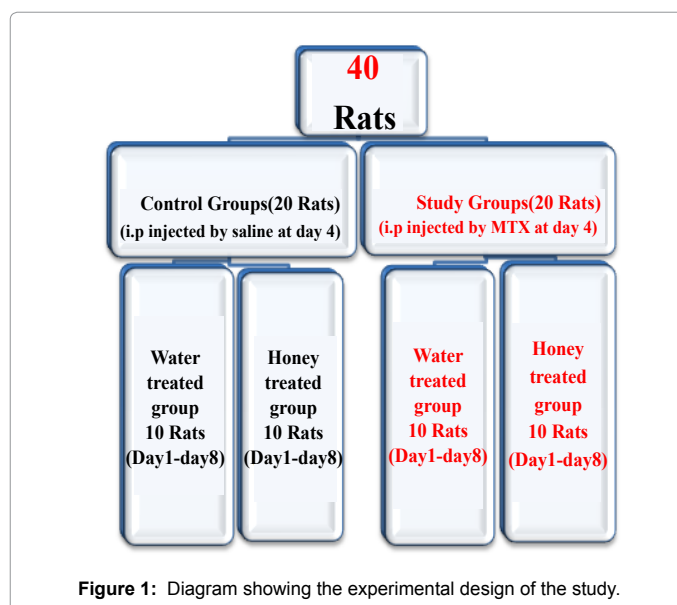 40
Rats
Control Groups(20 Rats)
(i.p injected by saline at day 4)
Study Groups(20 Rats)
(i.p injected by MTX at day 4)
Water
treated
group
10 Rats
(Day1-day8)
Honey
treated
group
10 Rats
(Day1-day8)
Water
treated
group
10 Rats
(Day1-day8)
Honey
treated
group
10 Rats
(Day1-day8)
Figure 1: Diagram showing the experimental design of the study.